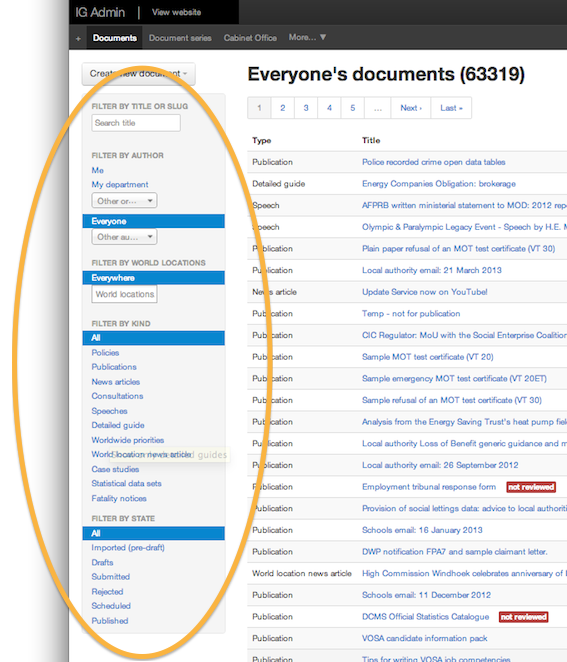 IG Admin | View website
+ Documents Document series Cabinet Office More... ▼
Create new document
FILTER BY TITLE OR SLUG
Search title
FILTER BY AUTHOR
Me
My department
Other or...
Everyone
Other au...
FILTER BY WORLD LOCATIONS
Everywhere
World locations
FILTER BY KIND
All
Policies
Publications
News articles
Consultations
Speeches
Detailed guide
Worldwide priorities
World location news article
guides
Case studies
Statistical data sets
Fatality notices
FILTER BY STATE
All
Imported (pre-draft)
Drafts
Submitted
Rejected
Scheduled
Published
Everyone's documents (63319)
1 2 3 4 5 ... Next › Last »
Type Title
Publication Police recorded crime open data tables
Detailed guide Energy Companies Obligation: brokerage
Speech AFPRB written ministerial statement to MOD: 2012 rep
Speech Olympic & Paralympic Legacy Event - Speech by H.E. M
Publication Plain paper refusal of an MOT test certificate (VT 30)
Publication Local authority email: 21 March 2013
News article Update Service now on YouTube!
Publication Temp - not for publication
Publication CIC Regulator: MoU with the Social Enterprise Coalition
Publication Sample MOT test certificate (VT 20)
Publication Sample emergency MOT test certificate (VT 20ET)
Publication Sample refusal of an MOT test certificate (VT 30)
Publication Analysis from the Energy Saving Trust's heat pump fiel
Publication Local authority Loss of Benefit generic guidance and m
Publication Local authority email: 26 September 2012
Publication Employment tribunal response form not reviewed
Publication Provision of social lettings data: advice to local authoriti
Publication Schools email: 16 January 2013
Publication DWP notification FPA7 and sample claimant letter.
World location news article High Commission Windhoek celebrates anniversary of
Publication Schools email: 11 December 2012
Publication DCMS Official Statistics Catalogue not reviewed
Publication VOSA candidate information pack
Publication Tips for writing VOSA job competencies